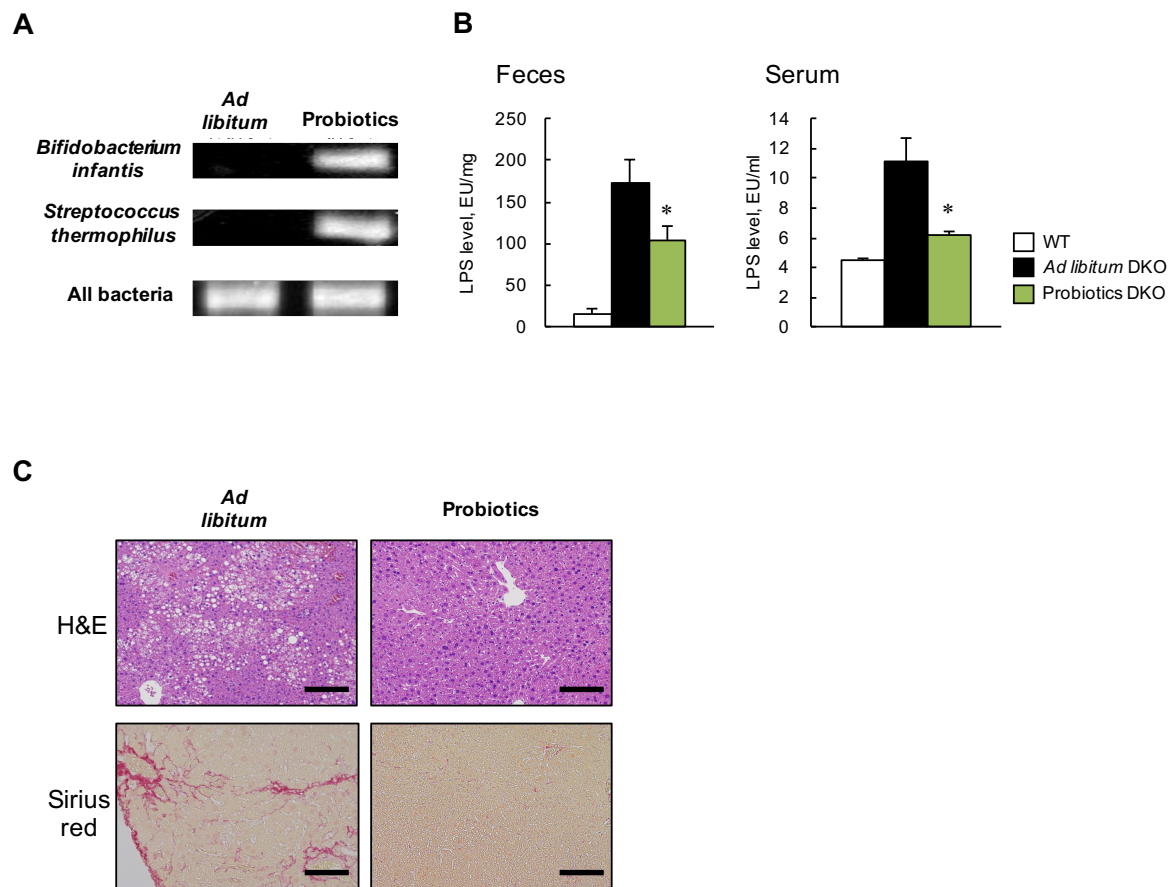 A
Ad
libitum
Probiotics
Bifidobacterium
infantis
Streptococcus
thermophilus
All bacteria
B
Feces
LPS level, EU/mg
250
200
150
100
50
0
*
Serum
LPS level, EU/ml
14
12
10
8
6
4
2
0
*
WT
Ad libitum DKO
Probiotics DKO
C
Ad
libitum
Probiotics
H&E
Sirius
red